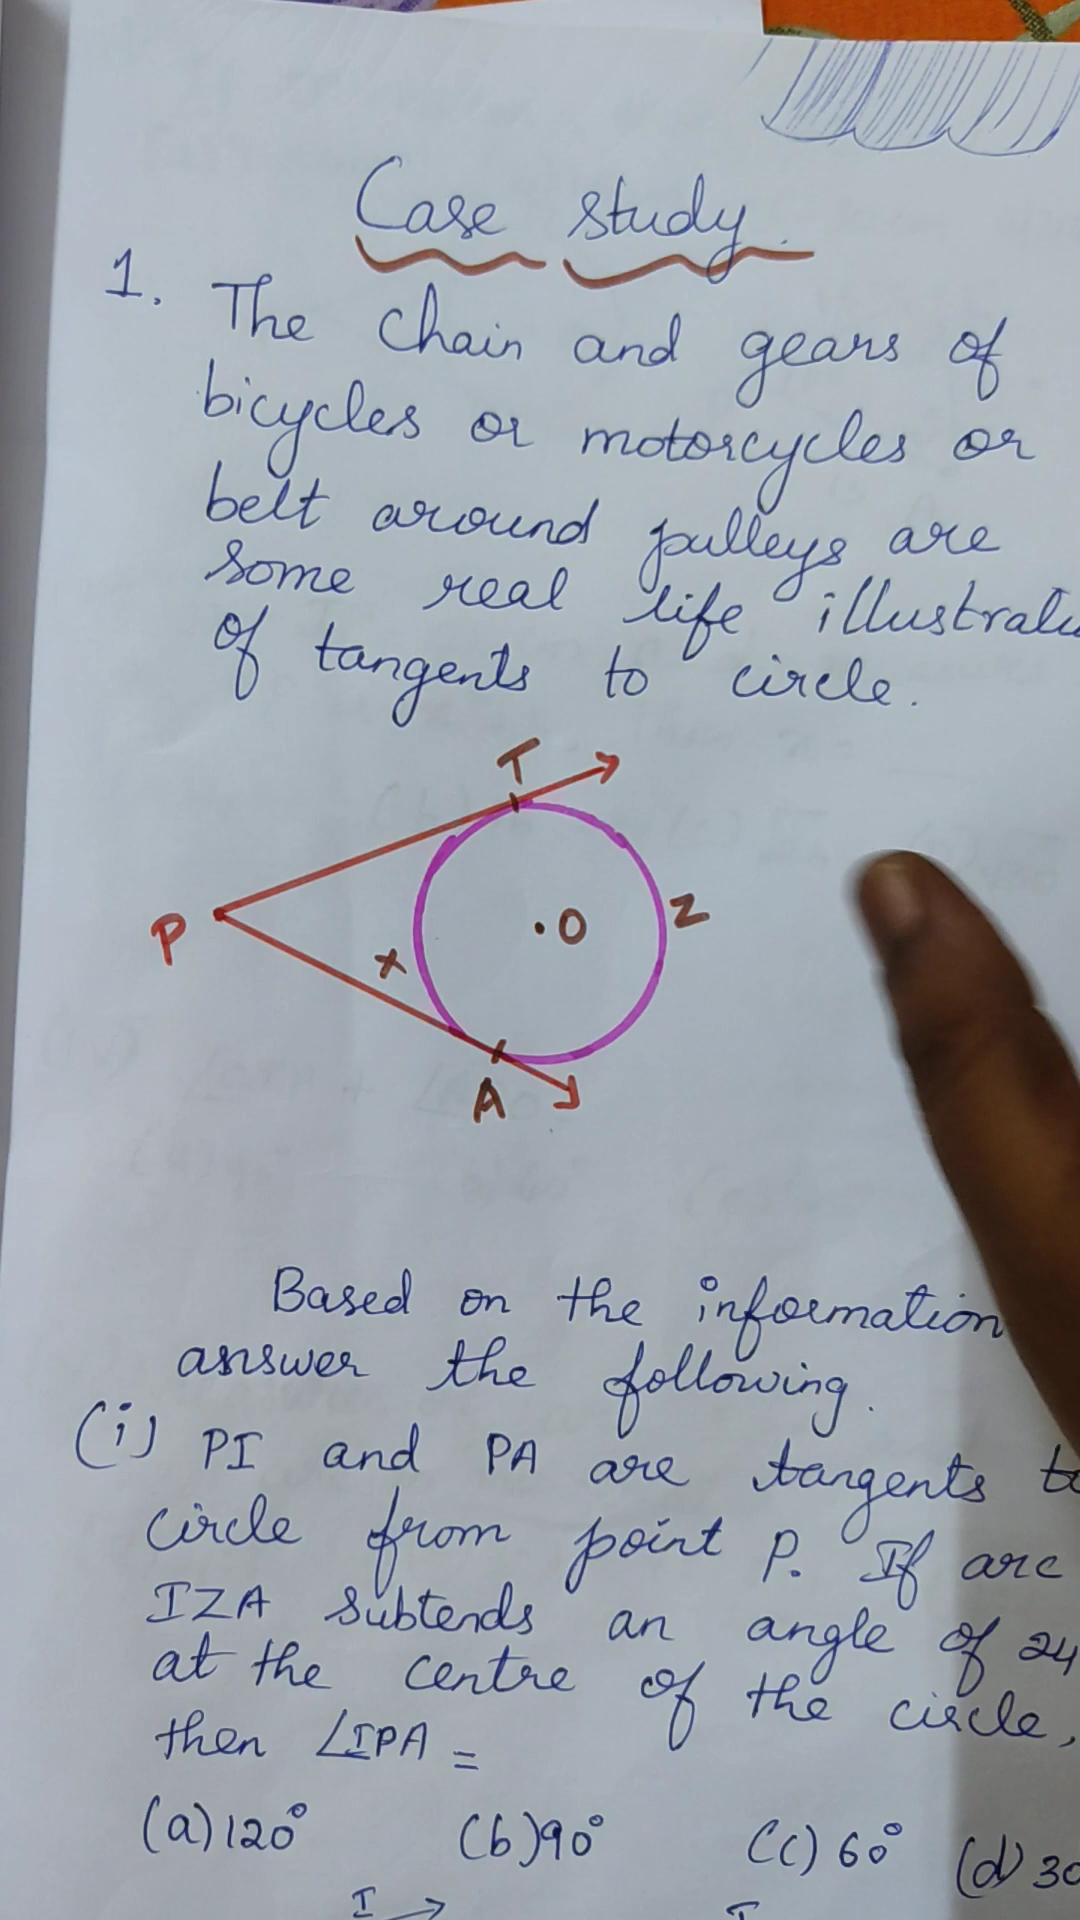 Case study.
1. The chain and gears of
bicycles or motorcycles or
belt around pulleys are
some real life
of tangents to circle.
T
P
x
.O
Z
A
Based on the information
answer the following.
(i) PI and PA are tangents
circle from point P. If arc
IZA subtends an angle of 24
at the centre of the circle,
then ∠IPA =
(a) 120° (b) 90° (c) 60° (d) 30
I
I